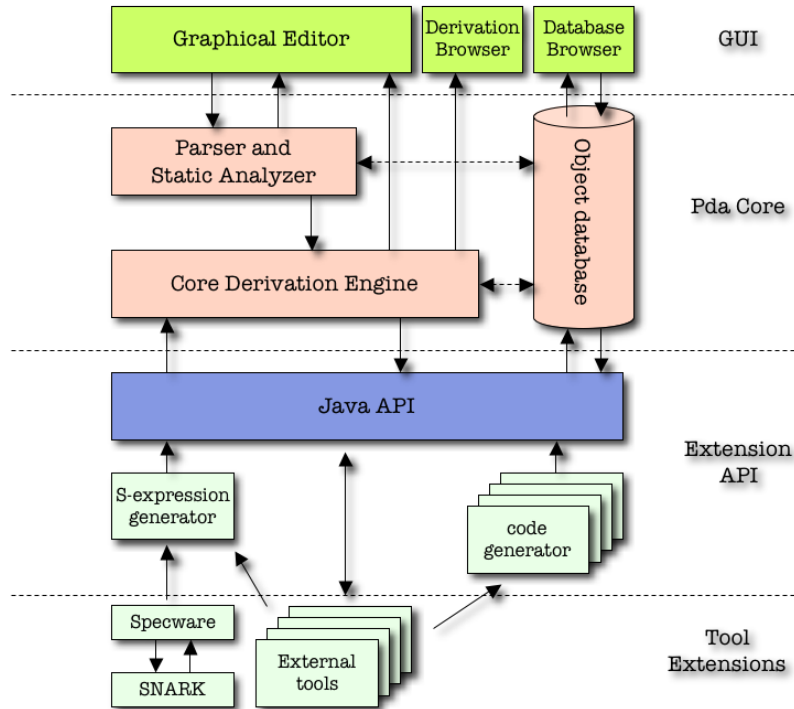 Graphical Editor
Derivation
Browser
Database
Browser
GUI
Parser and
Static Analyzer
Object database
Pda Core
Core Derivation Engine
Java API
Extension
API
S-expression
generator
code
generator
Specware
External
tools
Tool
Extensions
SNARK